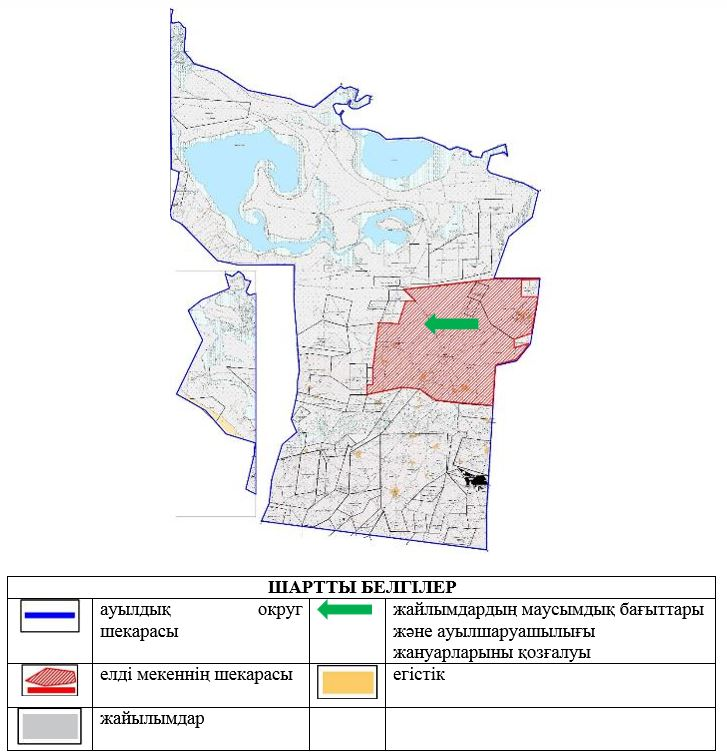 ШАРТТЫ БЕЛГІЛЕР
ауылдық округ
шекарасы
жайлымдардың маусымдық бағыттары
және ауылшаруашылығы
жануарларыны қозғалуы
елді мекеннің шекарасы
егістік
жайылымдар